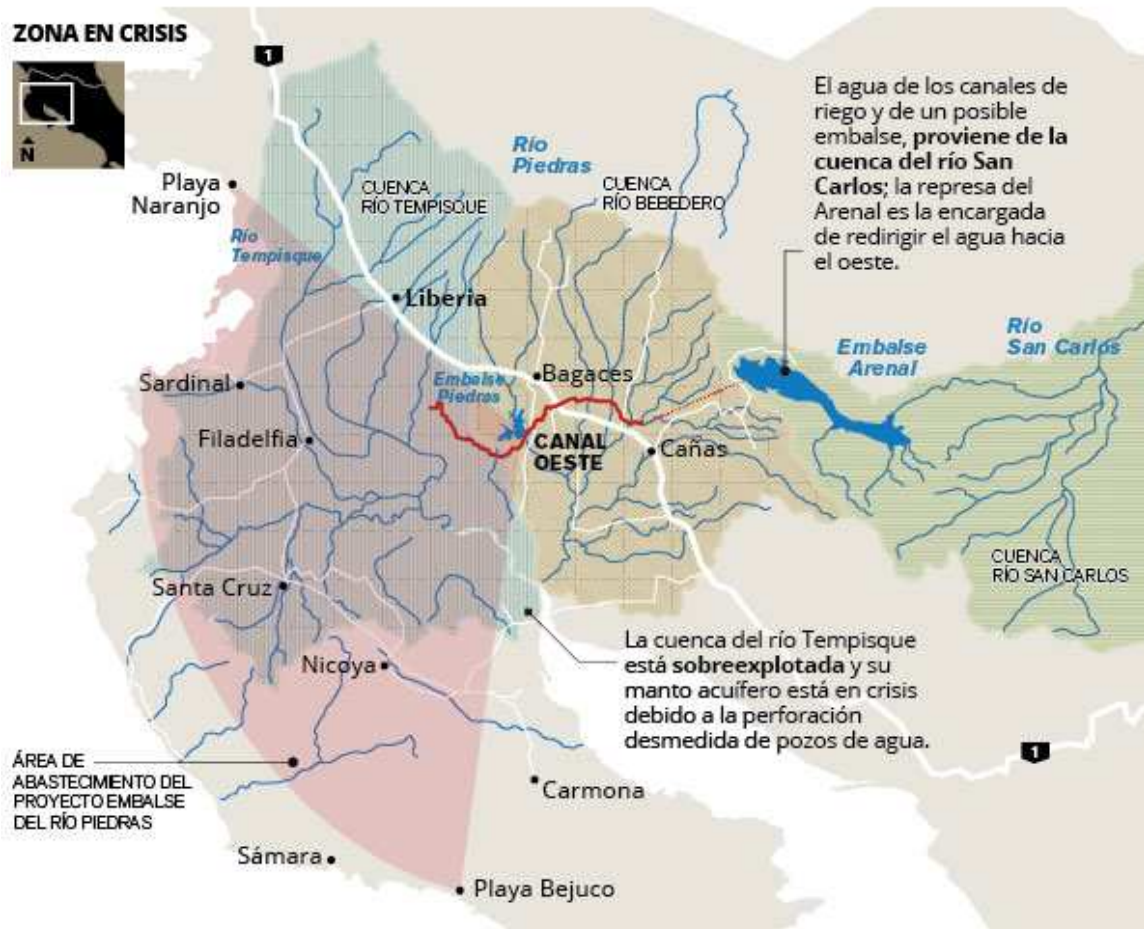 ZONA EN CRISIS
N
1
Playa
Naranjo
CUENCA
RÍO TEMPISQUE
Río
Piedras
CUENCA
RÍO BEBEDERO
El agua de los canales de
riego y de un posible
embalse, proviene de la
cuenca del río San
Carlos; la represa del
Arenal es la encargada
de redirigir el agua hacia
el oeste.
Río
Tempisque
Liberia
Río
San Carlos
Embalse
Arenal
Sardinal
Embalse
Piedras
Bagaces
Filadelfia
CANAL
OESTE
Cañas
CUENCA
RÍO SAN CARLOS
Santa Cruz
Nicoya
La cuenca del río Tempisque
está sobreexplotada y su
manto acuífero está en crisis
debido a la perforación
desmedida de pozos de agua.
1
ÁREA DE
ABASTECIMIENTO DEL
PROYECTO EMBALSE
DEL RÍO PIEDRAS
Carmona
Sámara
Playa Bejuco